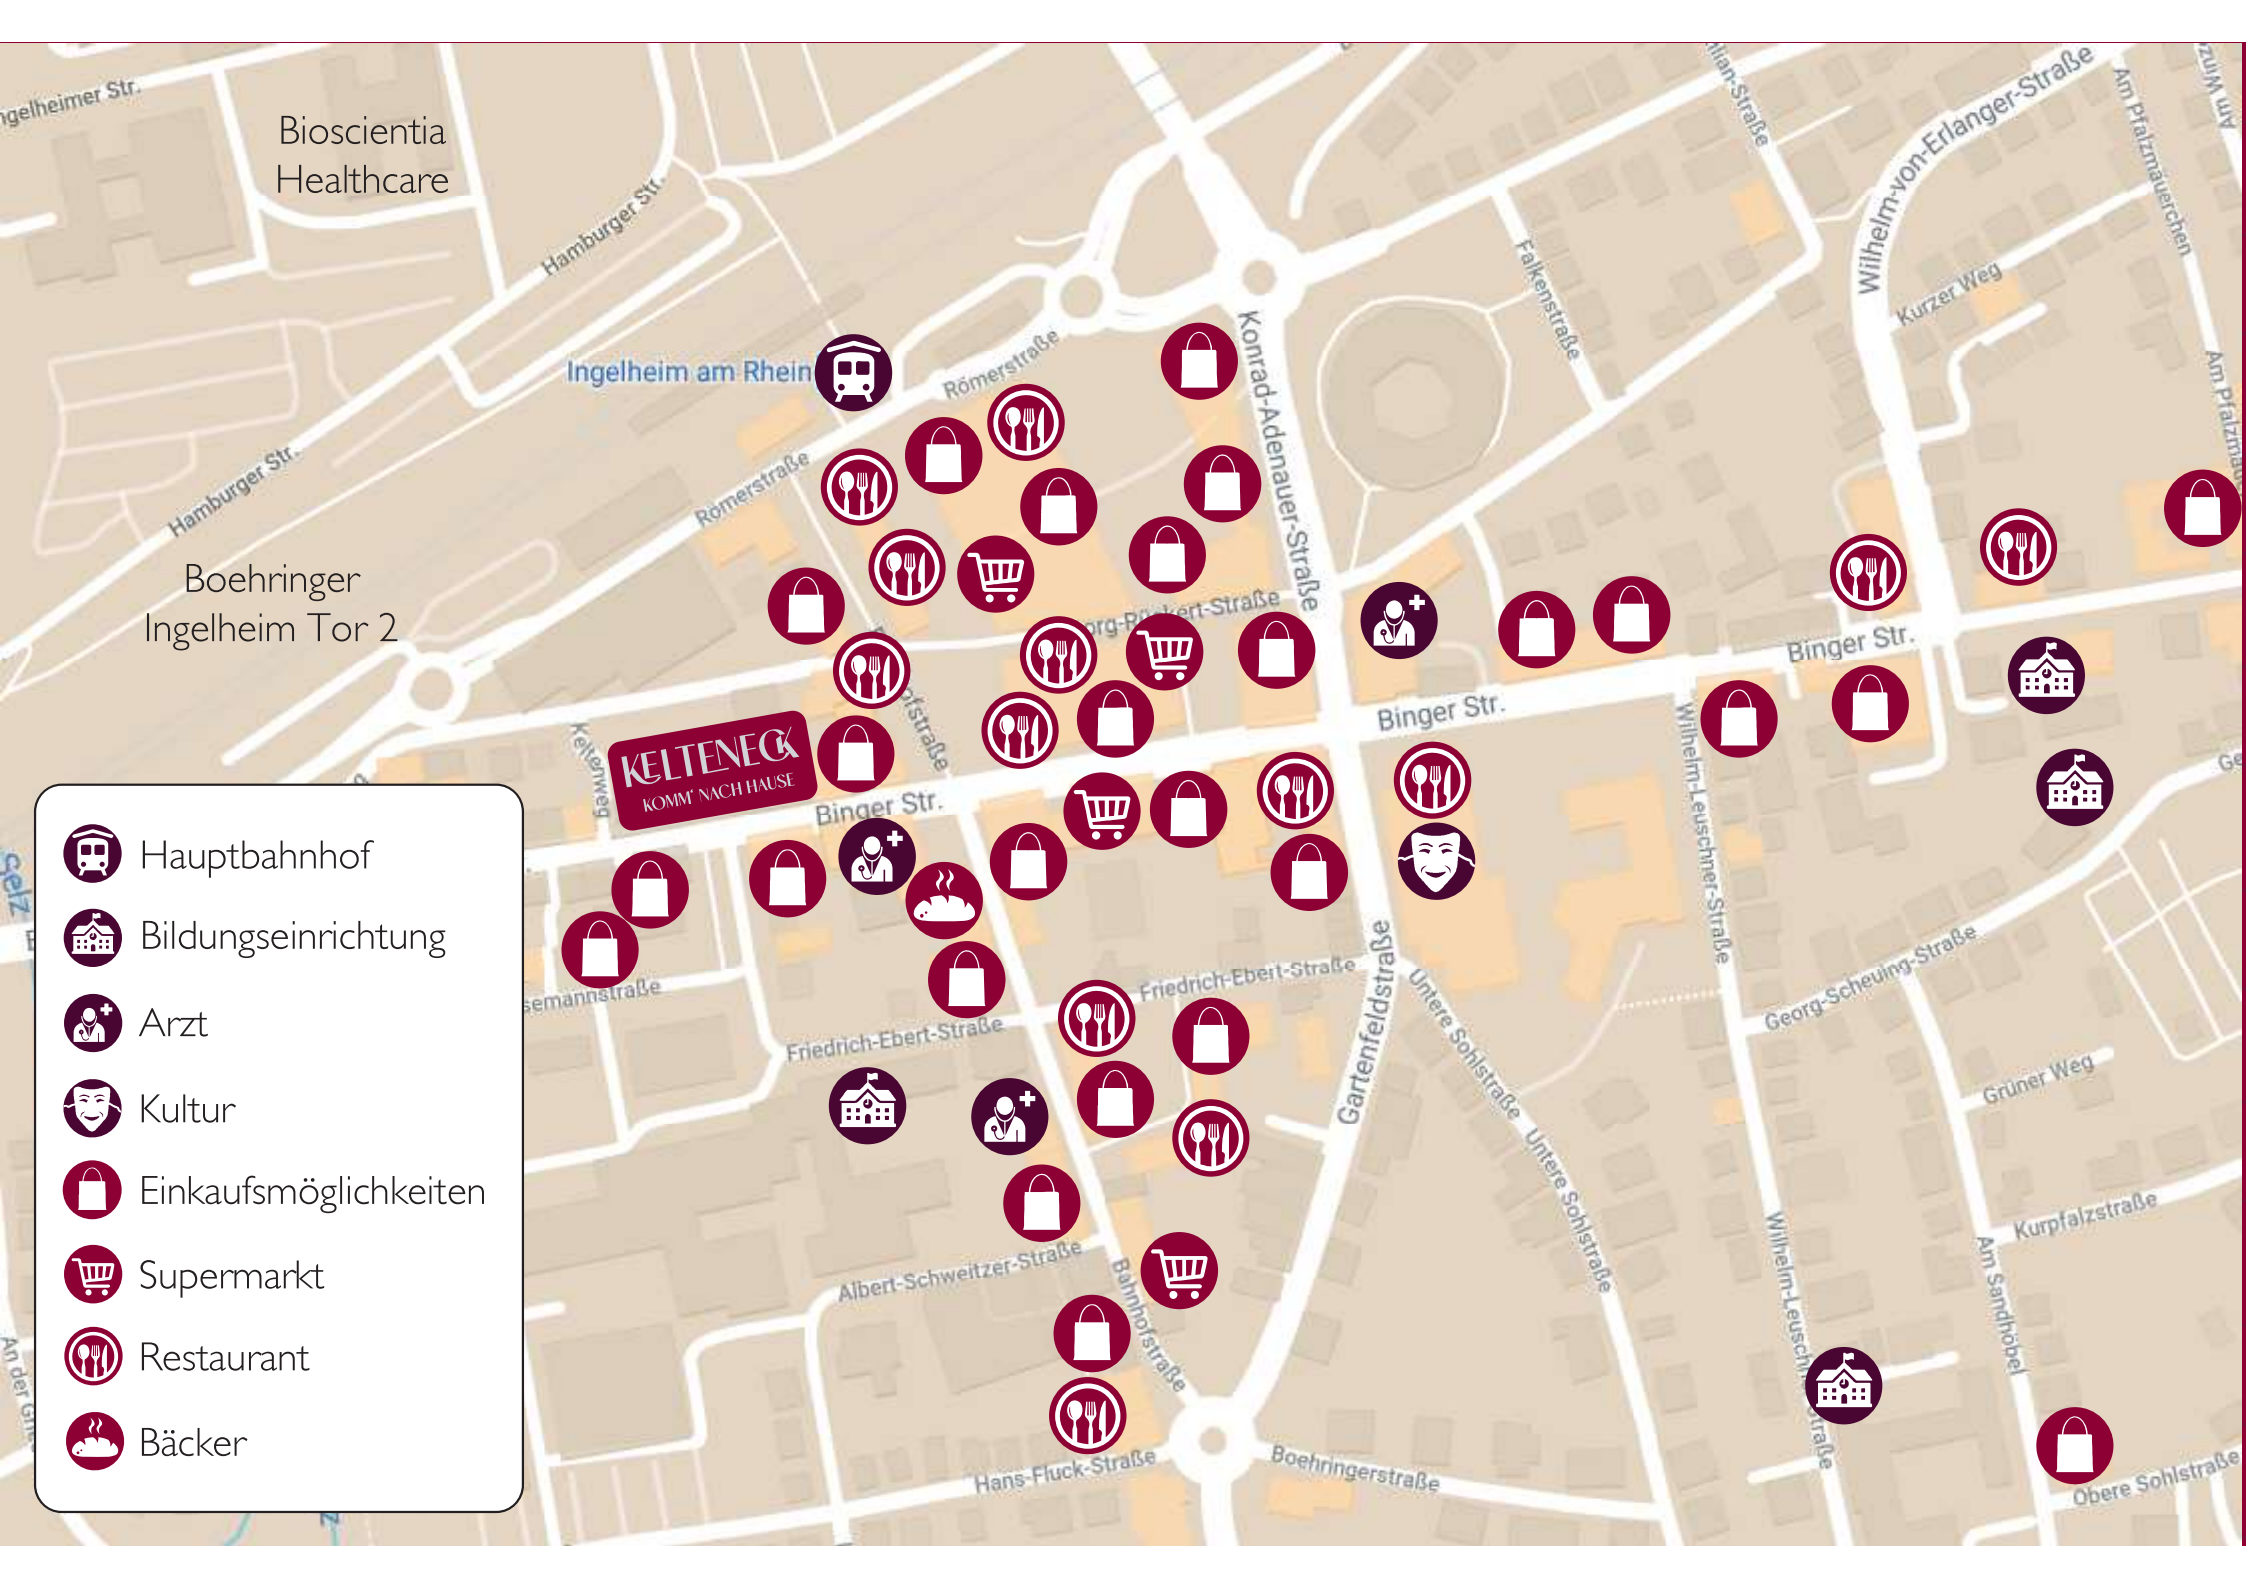 Bioscientia
Healthcare
Hamburger Str.
Wilhelm-von-Erlanger-Straße
Am Pfalzmäuerchen
Kurzer Weg
Falkenstraße
Ingelheim am Rhein
Römerstraße
Konrad-Adenauer-Straße
Hamburger Str.
Römerstraße
Boehringer
Ingelheim Tor 2
Binger Str.
Binger Str.
Keltenweg
KELTENECK
KOMM' NACH HAUSE
Binger Str.
Wilhelm-Leuschner-Straße
Selz
Hauptbahnhof
Bildungseinrichtung
Arzt
Kultur
Einkaufsmöglichkeiten
Supermarkt
Restaurant
Bäcker
Friedrich-Ebert-Straße
Friedrich-Ebert-Straße
Gartenfeldstraße
Untere Sohlstraße
Untere Sohlstraße
Georg-Scheuing-Straße
Grüner Weg
Kurpfalzstraße
Am Sandhöbel
Albert-Schweitzer-Straße
Bahnhofstraße
Hans-Fluck-Straße
Boehringerstraße
Obere Sohlstraße